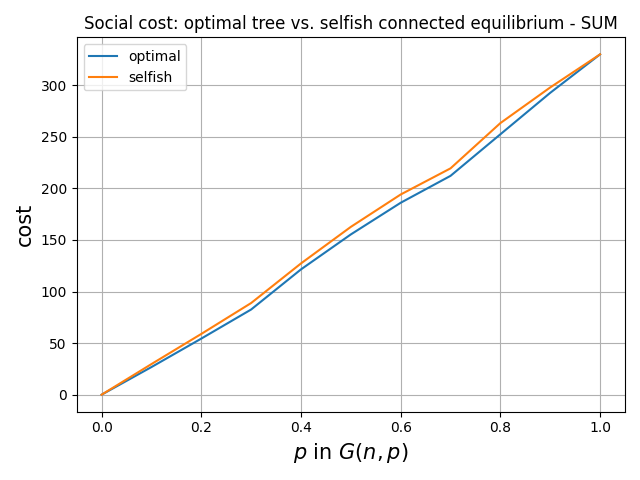 Social cost: optimal tree vs. selfish connected equilibrium - SUM
optimal
selfish
300
250
200
150
100
50
0
cost
0.0 0.2 0.4 0.6 0.8 1.0
p in G(n, p)